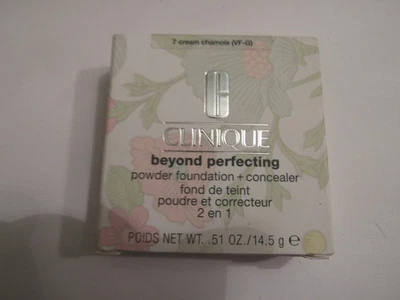 7 cream chamois (VF-G)
CLINIQUE
beyond perfecting
powder foundation + concealer
fond de teint
poudre et correcteur
2 en 1
POIDS NET WT. .51 OZ./14.5 g e